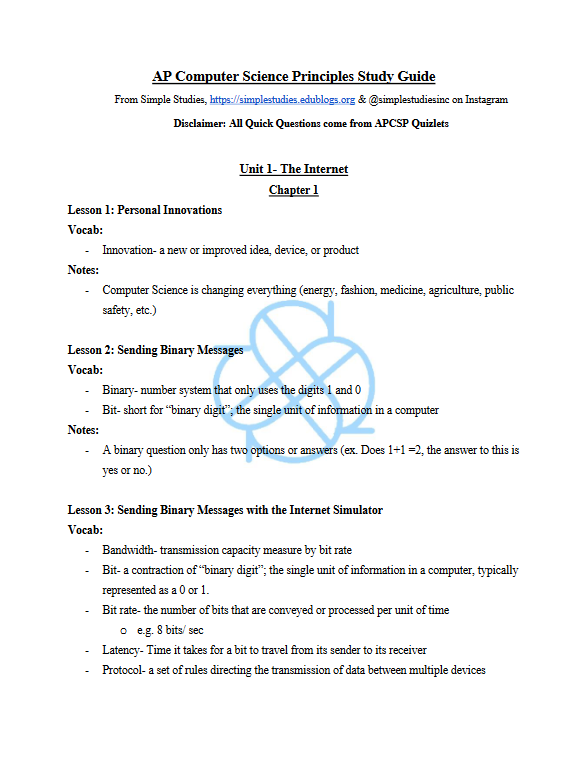 AP Computer Science Principles Study Guide
From Simple Studies, https://simplestudies.edublogs.org & @simplestudiesinc on Instagram
Disclaimer: All Quick Questions come from APCSP Quizlets
Unit 1- The Internet
Chapter 1
Lesson 1: Personal Innovations
Vocab:
- Innovation- a new or improved idea, device, or product
Notes:
- Computer Science is changing everything (energy, fashion, medicine, agriculture, public
safety, etc.)
Lesson 2: Sending Binary Messages
Vocab:
- Binary- number system that only uses the digits 1 and 0
- Bit- short for “binary digit”; the single unit of information in a computer
Notes:
- A binary question only has two options or answers (ex. Does 1+1 =2, the answer to this is
yes or no.)
Lesson 3: Sending Binary Messages with the Internet Simulator
Vocab:
- Bandwidth- transmission capacity measure by bit rate
- Bit- a contraction of “binary digit”; the single unit of information in a computer, typically
represented as a 0 or 1.
- Bit rate- the number of bits that are conveyed or processed per unit of time
o e.g. 8 bits/ sec
- Latency- Time it takes for a bit to travel from its sender to its receiver
- Protocol- a set of rules directing the transmission of data between multiple devices